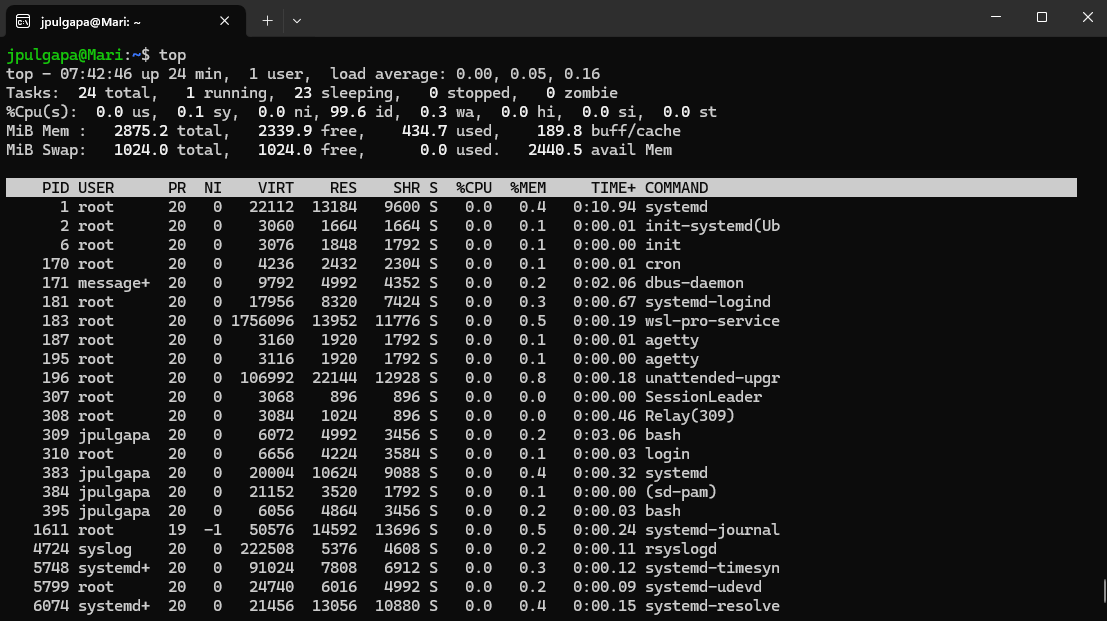 jpulgapa@Mari: ~
jpulgapa@Mari:~$ top
top - 07:42:46 up 24 min,  1 user,  load average: 0.00, 0.05, 0.16
Tasks:  24 total,   1 running,  23 sleeping,   0 stopped,   0 zombie
%Cpu(s):  0.0 us,  0.1 sy,  0.0 ni, 99.6 id,  0.3 wa,  0.0 hi,  0.0 si,  0.0 st
MiB Mem :   2875.2 total,   2339.9 free,    434.7 used,    189.8 buff/cache
MiB Swap:   1024.0 total,   1024.0 free,      0.0 used.   2440.5 avail Mem
    PID USER      PR  NI    VIRT    RES    SHR S  %CPU  %MEM     TIME+ COMMAND
      1 root      20   0   22112  13184   9600 S   0.0   0.4   0:10.94 systemd
      2 root      20   0    3060   1664   1664 S   0.0   0.1   0:00.01 init-systemd(Ub
      6 root      20   0    3076   1848   1792 S   0.0   0.1   0:00.00 init
    170 root      20   0    4236   2432   2304 S   0.0   0.1   0:00.01 cron
    171 message+  20   0    9792   4992   4352 S   0.0   0.2   0:02.06 dbus-daemon
    181 root      20   0   17956   8320   7424 S   0.0   0.3   0:00.67 systemd-logind
    183 root      20   0 1756096  13952  11776 S   0.0   0.5   0:00.19 wsl-pro-service
    187 root      20   0    3160   1920   1792 S   0.0   0.1   0:00.01 agetty
    195 root      20   0    3116   1920   1792 S   0.0   0.1   0:00.00 agetty
    196 root      20   0  106992  22144  12928 S   0.0   0.8   0:00.18 unattended-upgr
    307 root      20   0    3068    896    896 S   0.0   0.0   0:00.00 SessionLeader
    308 root      20   0    3084   1024    896 S   0.0   0.0   0:00.46 Relay(309)
    309 jpulgapa  20   0    6072   4992   3456 S   0.0   0.2   0:03.06 bash
    310 root      20   0    6656   4224   3584 S   0.0   0.1   0:00.03 login
    383 jpulgapa  20   0   20004  10624   9088 S   0.0   0.4   0:00.32 systemd
    384 jpulgapa  20   0   21152   3520   1792 S   0.0   0.1   0:00.00 (sd-pam)
    395 jpulgapa  20   0    6056   4864   3456 S   0.0   0.2   0:00.03 bash
   1611 root      19  -1   50576  14592  13696 S   0.0   0.5   0:00.24 systemd-journal
   4724 syslog    20   0  222508   5376   4608 S   0.0   0.2   0:00.11 rsyslogd
   5748 systemd+  20   0   91024   7808   6912 S   0.0   0.3   0:00.12 systemd-timesyn
   5799 root      20   0   24740   6016   4992 S   0.0   0.2   0:00.09 systemd-udevd
   6074 systemd+  20   0   21456  13056  10880 S   0.0   0.4   0:00.15 systemd-resolve